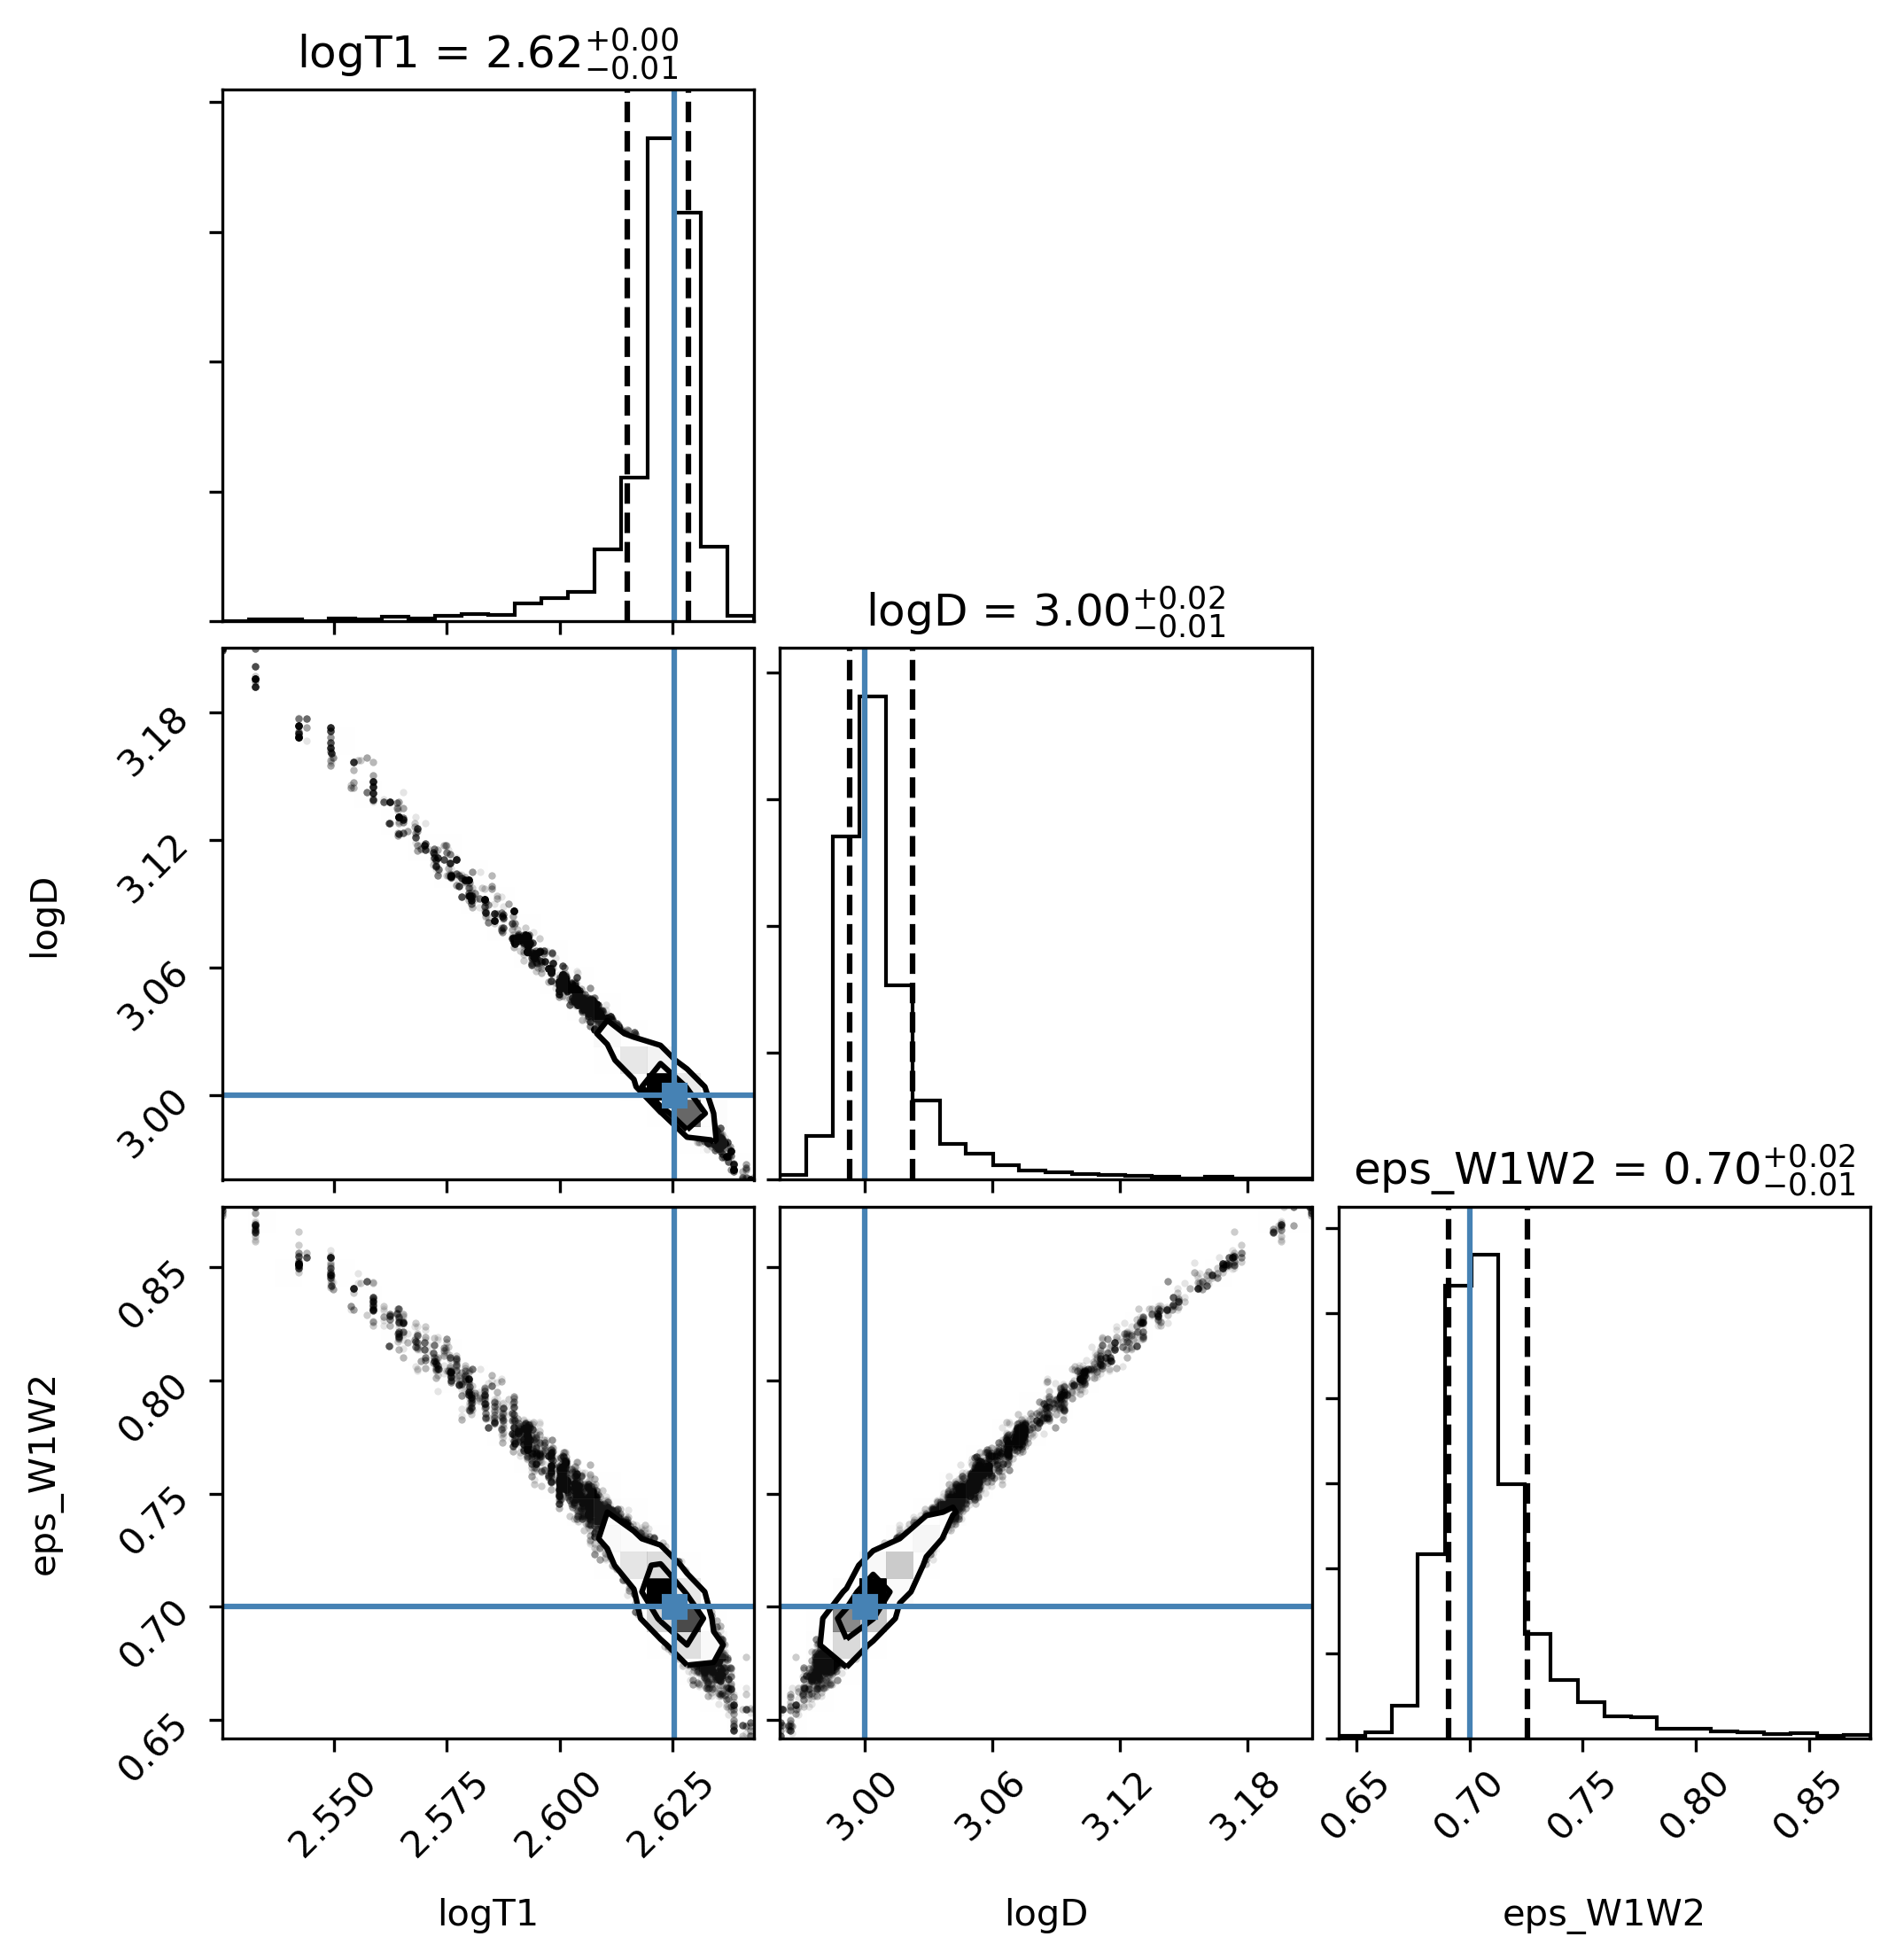 logT1 = 2.62+0.00 −0.01
logD = 3.00+0.02 −0.01
3.18
3.12
3.06
3.00
logD
eps_W1W2 = 0.70+0.02 −0.01
0.85
0.80
0.75
0.70
0.65
eps_W1W2
2.550 2.575 2.600 2.625 3.00 3.06 3.12 3.18 0.65 0.70 0.75 0.80 0.85
logT1 logD eps_W1W2